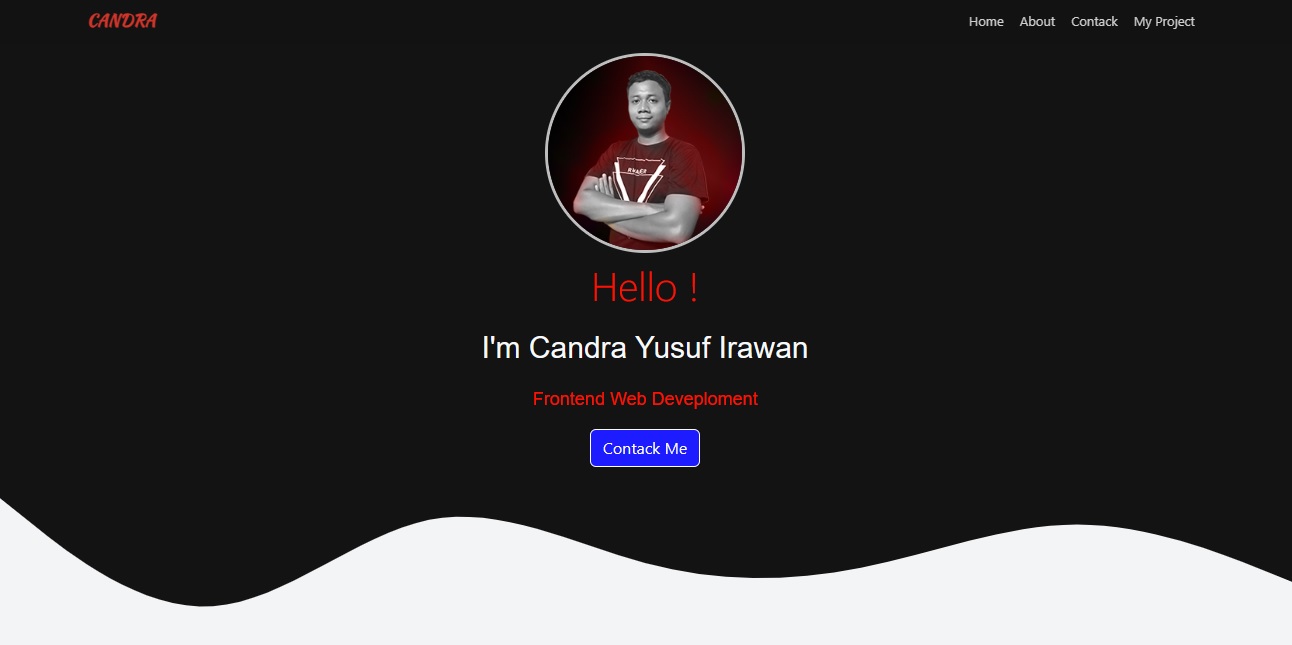 CANDRA
Home About Contack My Project
Hello !
I'm Candra Yusuf Irawan
Frontend Web Deveploment
Contack Me